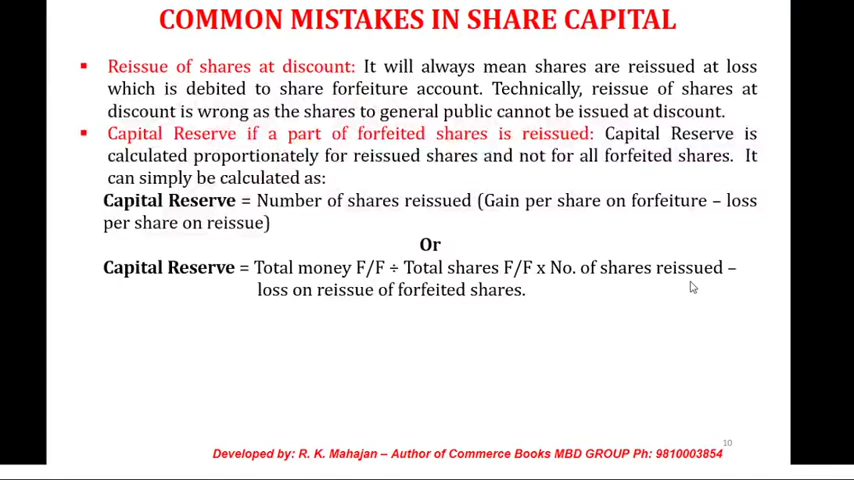 COMMON MISTAKES IN SHARE CAPITAL
▪ Reissue of shares at discount: It will always mean shares are reissued at loss
which is debited to share forfeiture account. Technically, reissue of shares at
discount is wrong as the shares to general public cannot be issued at discount.
▪ Capital Reserve if a part of forfeited shares is reissued: Capital Reserve is
calculated proportionately for reissued shares and not for all forfeited shares. It
can simply be calculated as:
Capital Reserve = Number of shares reissued (Gain per share on forfeiture – loss
per share on reissue)
Or
Capital Reserve = Total money F/F ÷ Total shares F/F x No. of shares reissued –
loss on reissue of forfeited shares.
10
Developed by: R. K. Mahajan – Author of Commerce Books MBD GROUP Ph: 9810003854